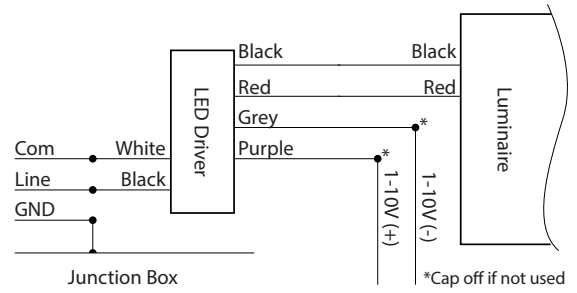 Black Black
Red Red
Grey *
Com White Purple *
Line Black
GND
LED Driver
Luminaire
1-10V (+)
1-10V (-)
Junction Box
*Cap off if not used